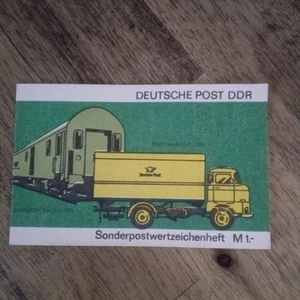 DEUTSCHE POST DDR
Deutsche Post
Sonderpostwertzeichenheft M 1.-